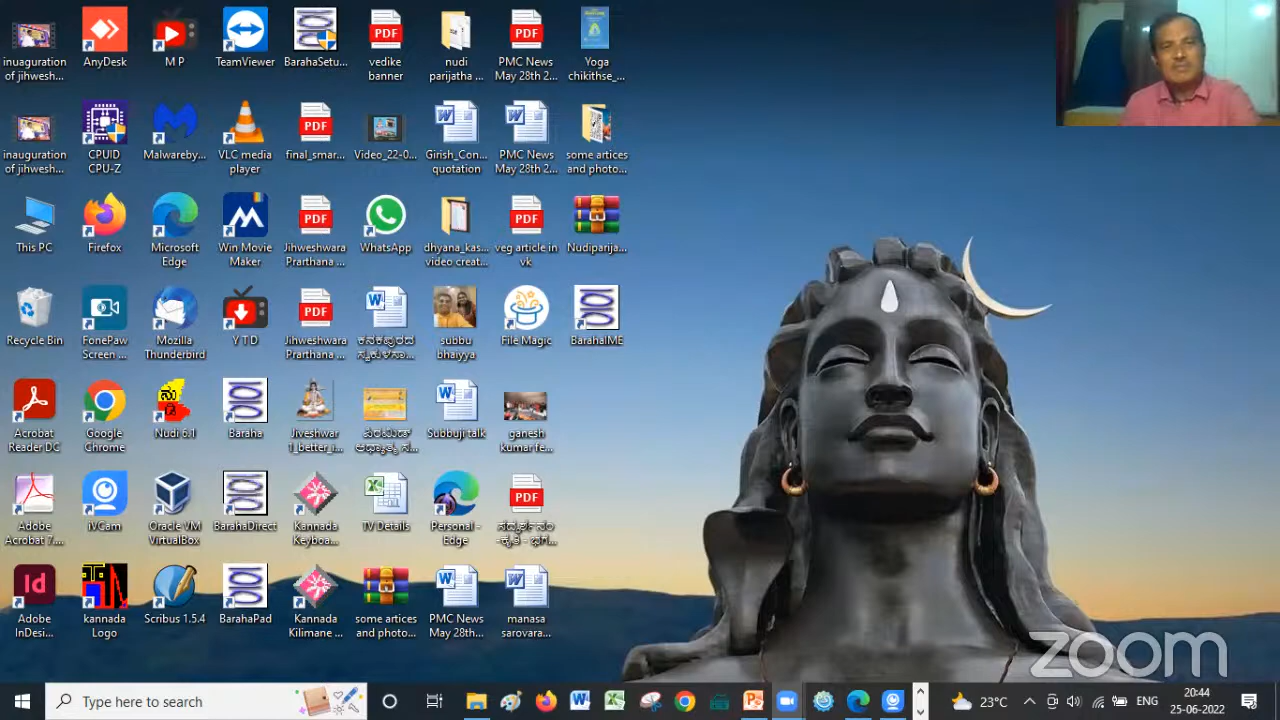 inuaguration
of jihwesh...
AnyDesk
M P
TeamViewer
BarahaSetu...
PDF
vedike
banner
nudi
parijatha ...
PDF
PMC News
May 28th 2...
Yoga
chikithse_...
inauguration
of jihwesh...
CPUID
CPU-Z
Malwareby...
VLC media
player
PDF
final_smar...
Video_22-0...
Girish_Con...
quotation
PMC News
May 28th 2...
some artices
and photo...
This PC
Firefox
Microsoft
Edge
Win Movie
Maker
PDF
Jihweshwara
Prarthana ...
WhatsApp
dhyana_kas...
video creat...
PDF
veg article in
vk
Nudiparija...
Recycle Bin
FonePaw
Screen ...
Mozilla
Thunderbird
Y T D
PDF
Jihweshwara
Prarthana ...
subbu
bhaiyya
File Magic
BarahaIME
Acrobat
Reader DC
Google
Chrome
ನುಡಿ
Nudi 6.1
Baraha
Jiveshwar
1_better_i...
Subbuji talk
ganesh
kumar fe...
Adobe
Acrobat 7....
iVCam
Oracle VM
VirtualBox
BarahaDirect
Kannada
Keyboa...
TV Details
Personal -
Edge
PDF
Id
Adobe
InDesi...
kannada
Logo
Scribus 1.5.4
BarahaPad
Kannada
Kilimane ...
some artices
and photo...
PMC News
May 28th...
manasa
sarovara...
zoom
Type here to search
23°C
ENG
20:44
25-06-2022